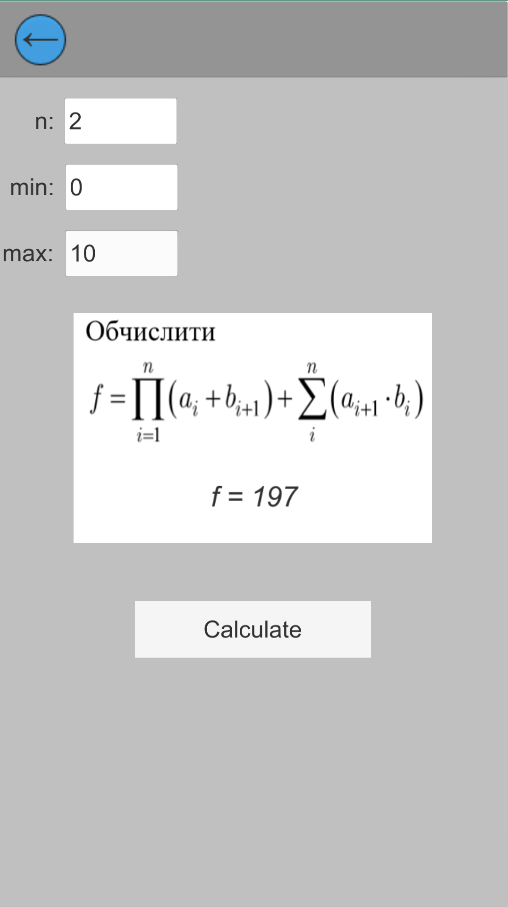 n: 2
min: 0
max: 10
Обчислити
f = ∏_{i=1}^{n} (a_i + b_{i+1}) + ∑_{i}^{n} (a_{i+1} · b_i)
f = 197
Calculate